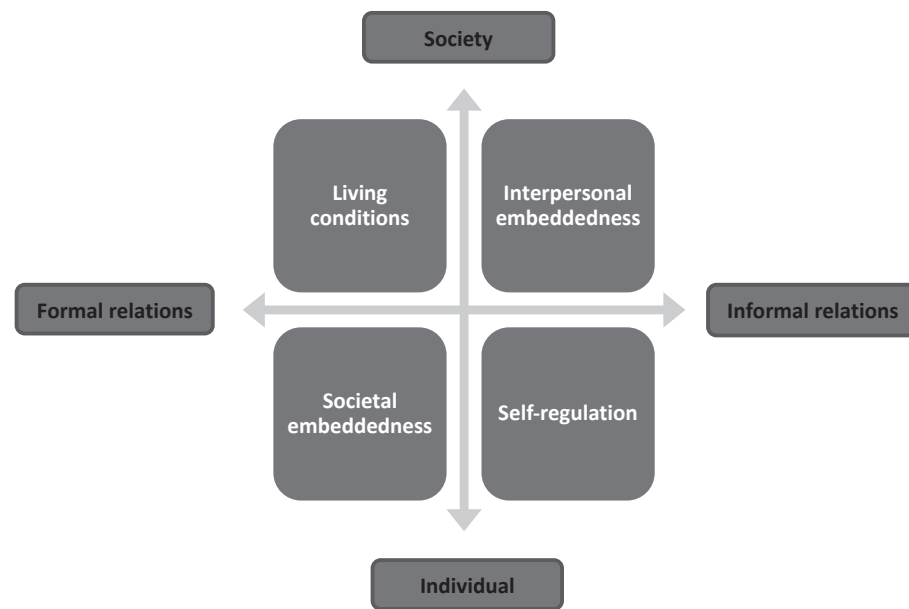 Society
Living
conditions
Interpersonal
embeddedness
Formal relations
Informal relations
Societal
embeddedness
Self-regulation
Individual